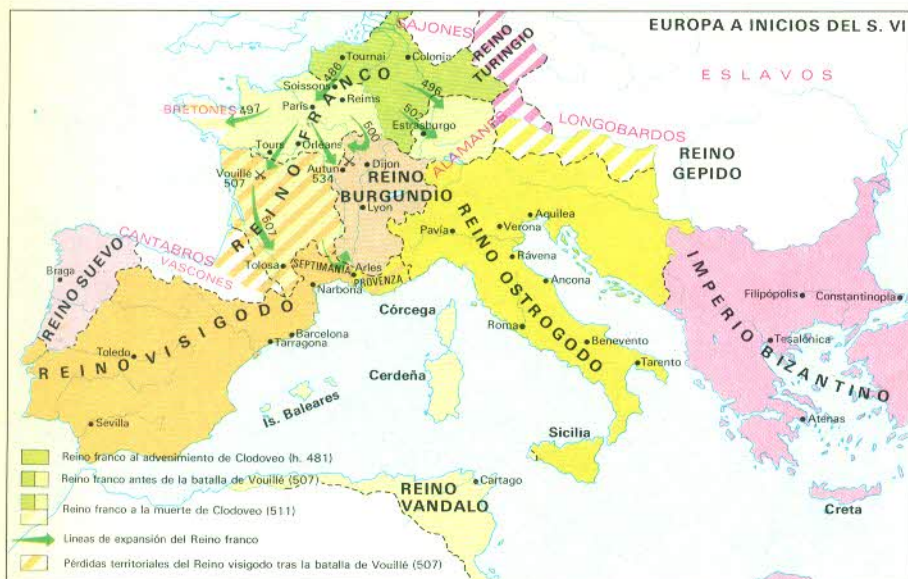 EUROPA A INICIOS DEL S. VI
SAJONES
REINO TURINGIO
ESLAVOS
Tournai
Colonia
Soissons
486
496
Reims
París
BRETONES
497
REINO FRANCO
500
Estrasburgo
ALAMANES
LONGOBARDOS
REINO GEPIDO
Tours
Orleáns
Vouillé
507
Autun
534
Dijon
REINO BURGUNDIO
Lyon
507
Aquilea
Pavía
Verona
CANTABROS
VASCONES
Tolosa
SEPTIMANIA
Arles
PROVENZA
Narbona
Rávena
REINO OSTROGODO
Ancona
IMPERIO BIZANTINO
Filipópolis
Constantinopla
Braga
REINO SUEVO
REINO VISIGODO
Barcelona
Tarragona
Toledo
Sevilla
Is. Baleares
Córcega
Cerdeña
Roma
Benevento
Tarento
Tesalónica
Atenas
Sicilia
REINO VANDALO
Cartago
Creta
Reino franco al advenimiento de Clodoveo (h. 481)
Reino franco antes de la batalla de Vouillé (507)
Reino franco a la muerte de Clodoveo (511)
Líneas de expansión del Reino franco
Pérdidas territoriales del Reino visigodo tras la batalla de Vouillé (507)